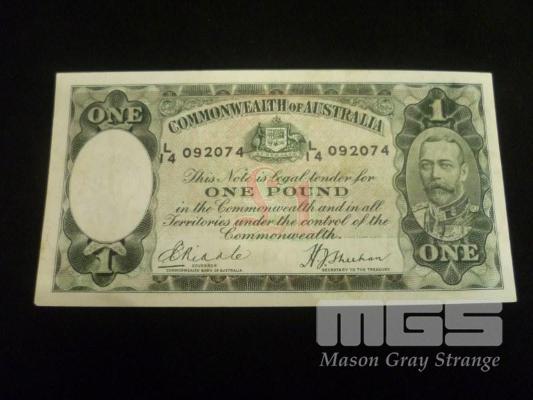 ONE
COMMONWEALTH OF AUSTRALIA
1
L/14 092074
L/14 092074
This Note is Legal tender for
ONE POUND
in the Commonwealth and in all
Territories under the control of the
Commonwealth.
1
Riddle
H.J. Sheehan
ONE
GOVERNOR
COMMONWEALTH BANK OF AUSTRALIA
SECRETARY TO THE TREASURY
MGS
Mason Gray Strange